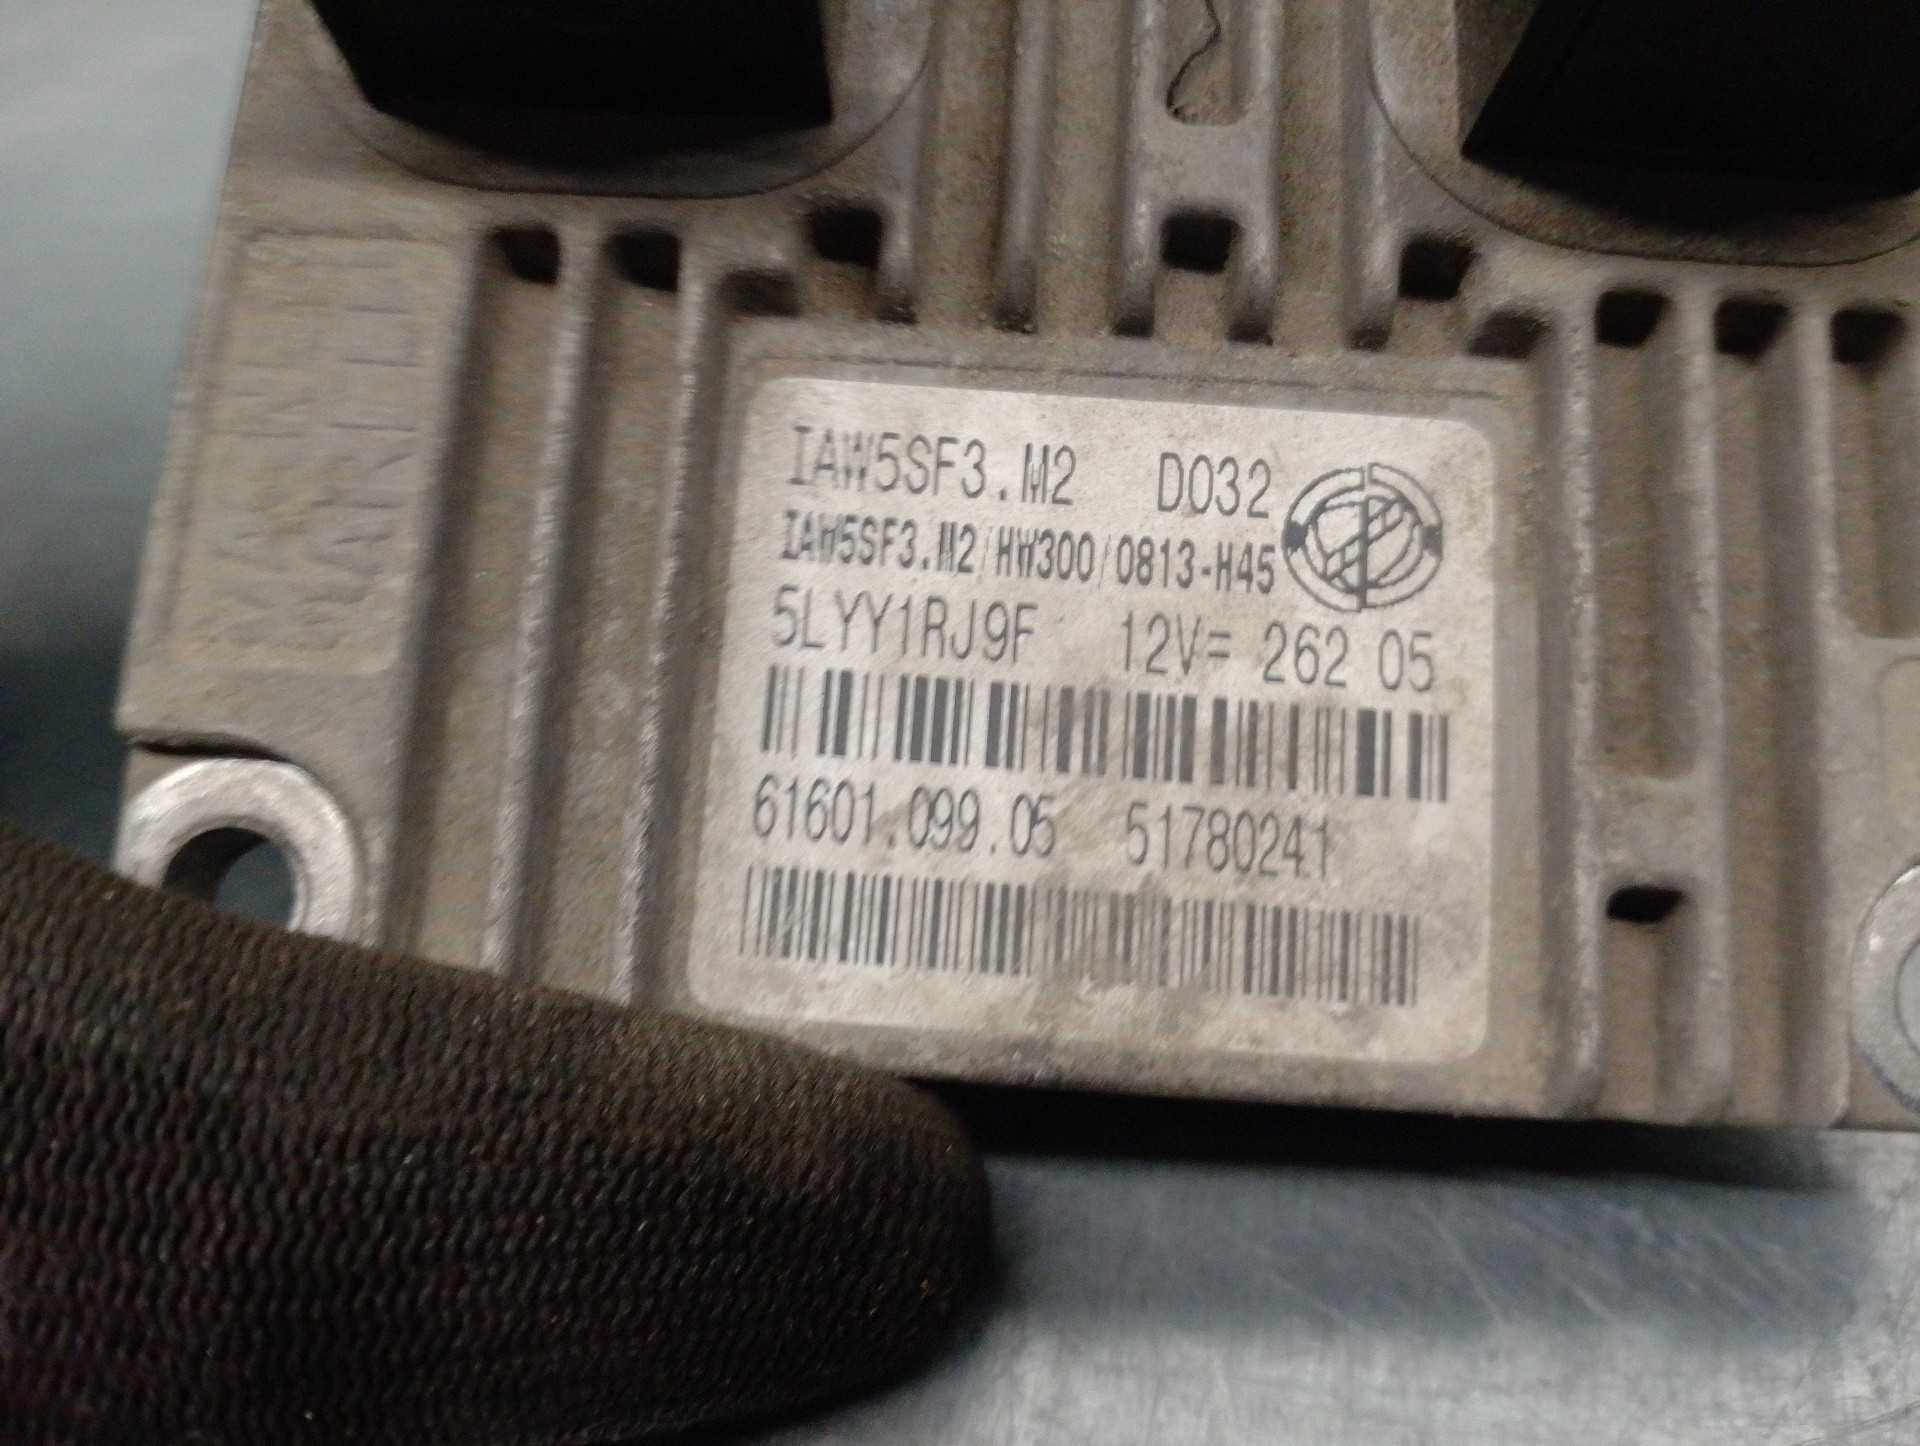 IAW5SF3.M2 D032
IAW5SF3.M2/HW300/0813-H45
5LYY1RJ9F 12V= 262 05
61601.099.05 51780241